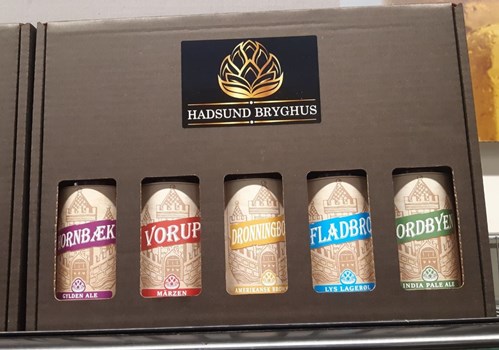 HADSUND BRYGHUS
ORNBÆK
GYLDEN ALE
VORUP
MÄRZEN
DRONNINGBO
AMERIKANSK BROWN
FLADBRO
LYS LAGERØL
ORDBYEN
INDIA PALE ALE